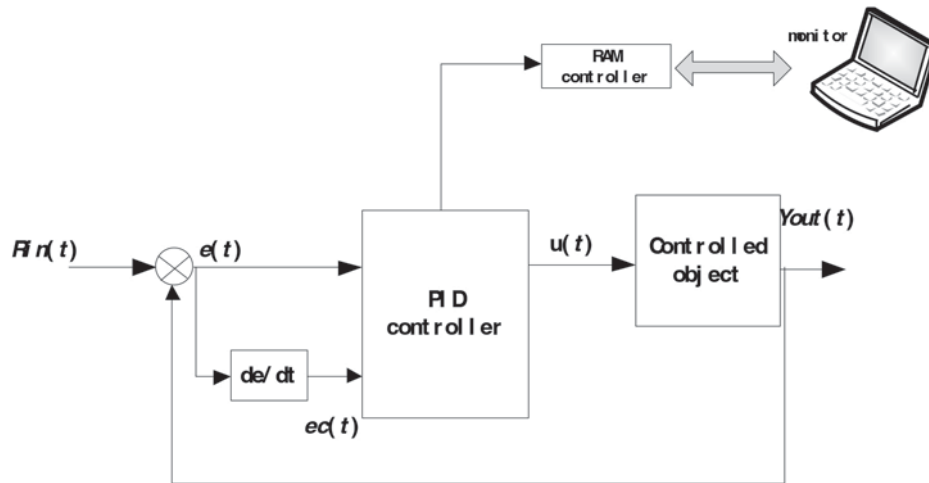 monitor
RAM
controller
Rin(t)
e(t)
PID
controller
u(t)
Controlled
object
Yout(t)
de/dt
ec(t)